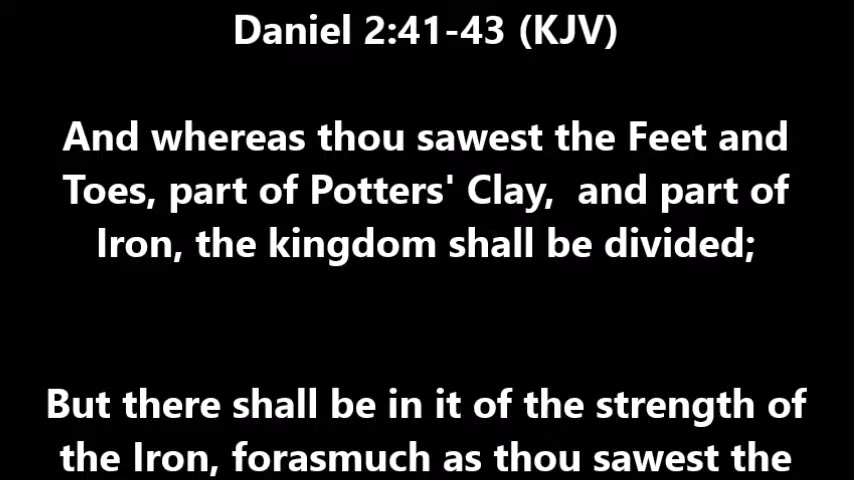 Daniel 2:41-43 (KJV)
And whereas thou sawest the Feet and
Toes, part of Potters' Clay,  and part of
Iron, the kingdom shall be divided;
But there shall be in it of the strength of
the Iron, forasmuch as thou sawest the